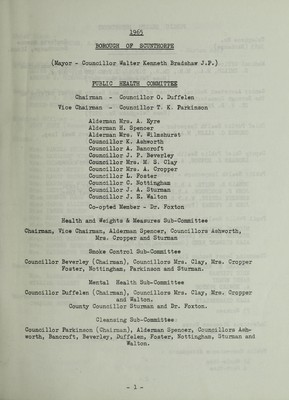 1965
BOROUGH OF SCUNTHORPE
(Mayor - Councillor Walter Kenneth Bradshaw J.P.)
PUBLIC HEALTH COMMITTEE
Chairman - Councillor O. Duffelen
Vice Chairman - Councillor T. K. Parkinson
Alderman Mrs. A. Eyre
Alderman H. Spencer
Alderman Mrs. V. Wilmshurst
Councillor K. Ashworth
Councillor A. Bancroft
Councillor J. P. Beverley
Councillor Mrs. M. S. Clay
Councillor Mrs. A. Cropper
Councillor L. Foster
Councillor C. Nottingham
Councillor J. A. Sturman
Councillor J. E. Walton
Co-opted Member - Dr. Foxton
Health and Weights & Measures Sub-Committee
Chairman, Vice Chairman, Alderman Spencer, Councillors Ashworth,
Mrs. Cropper and Sturman
Smoke Control Sub-Committee
Councillor Beverley (Chairman), Councillors Mrs. Clay, Mrs. Cropper
Foster, Nottingham, Parkinson and Sturman.
Mental Health Sub-Committee
Councillor Duffelen (Chairman), Councillors Mrs. Clay, Mrs. Cropper
and Walton.
County Councillor Sturman and Dr. Foxton.
Cleansing Sub-Committee
Councillor Parkinson (Chairman), Alderman Spencer, Councillors Ash-
worth, Bancroft, Beverley, Duffelen, Foster, Nottingham, Sturman and
Walton.
- 1 -